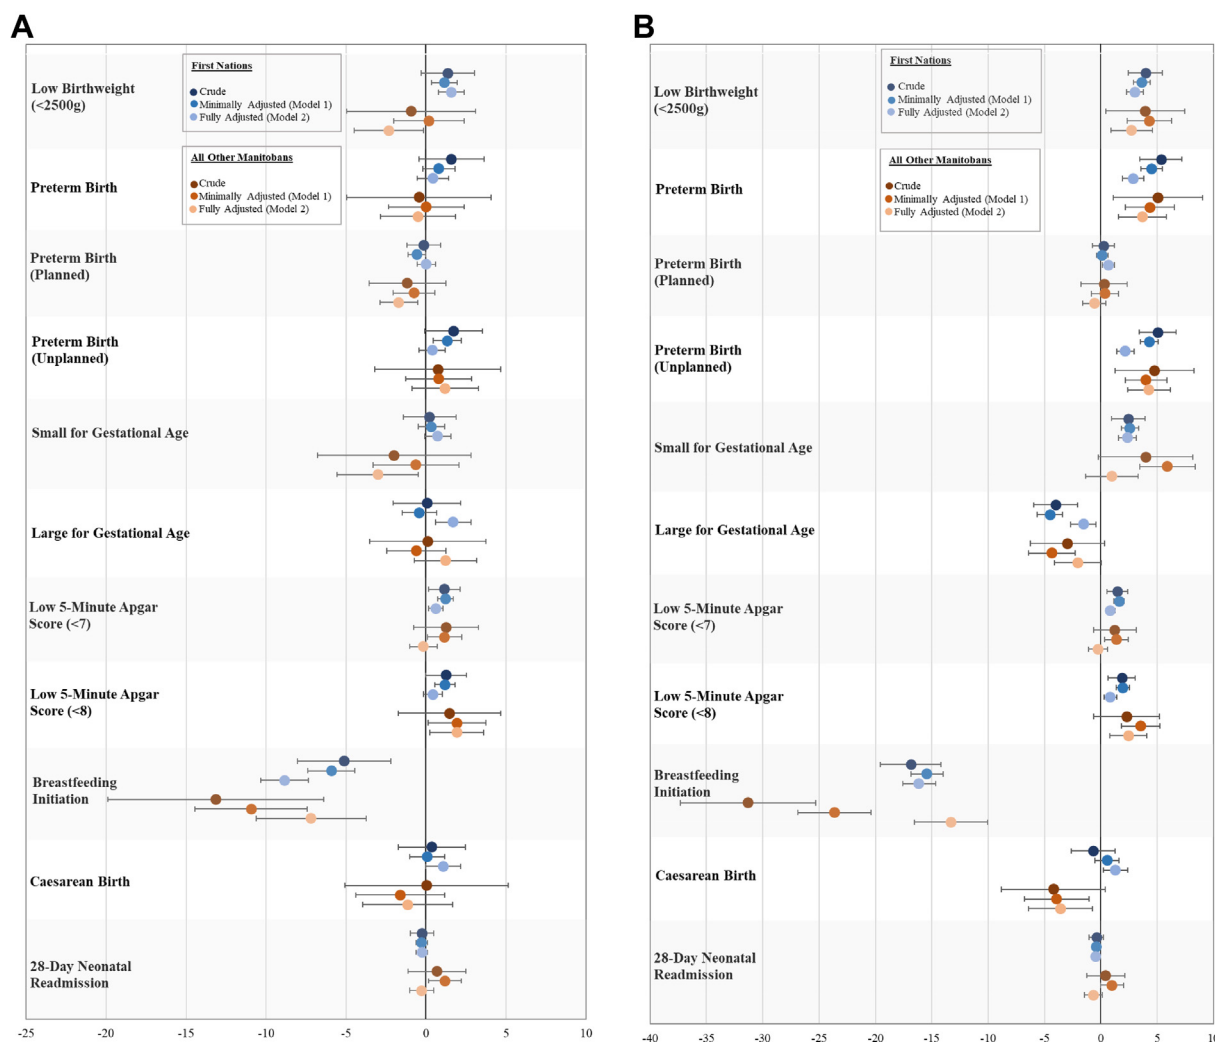 A
First Nations
Crude
Minimally Adjusted (Model 1)
Fully Adjusted (Model 2)
All Other Manitobans
Crude
Minimally Adjusted (Model 1)
Fully Adjusted (Model 2)
Low Birthweight
(<2500g)
Preterm Birth
Preterm Birth
(Planned)
Preterm Birth
(Unplanned)
Small for Gestational Age
Large for Gestational Age
Low 5-Minute Apgar
Score (<7)
Low 5-Minute Apgar
Score (<8)
Breastfeeding
Initiation
Caesarean Birth
28-Day Neonatal
Readmission
-25 -20 -15 -10 -5 0 5 10
B
First Nations
Crude
Minimally Adjusted (Model 1)
Fully Adjusted (Model 2)
All Other Manitobans
Crude
Minimally Adjusted (Model 1)
Fully Adjusted (Model 2)
Low Birthweight
(<2500g)
Preterm Birth
Preterm Birth
(Planned)
Preterm Birth
(Unplanned)
Small for Gestational Age
Large for Gestational Age
Low 5-Minute Apgar
Score (<7)
Low 5-Minute Apgar
Score (<8)
Breastfeeding
Initiation
Caesarean Birth
28-Day Neonatal
Readmission
-40 -35 -30 -25 -20 -15 -10 -5 0 5 10